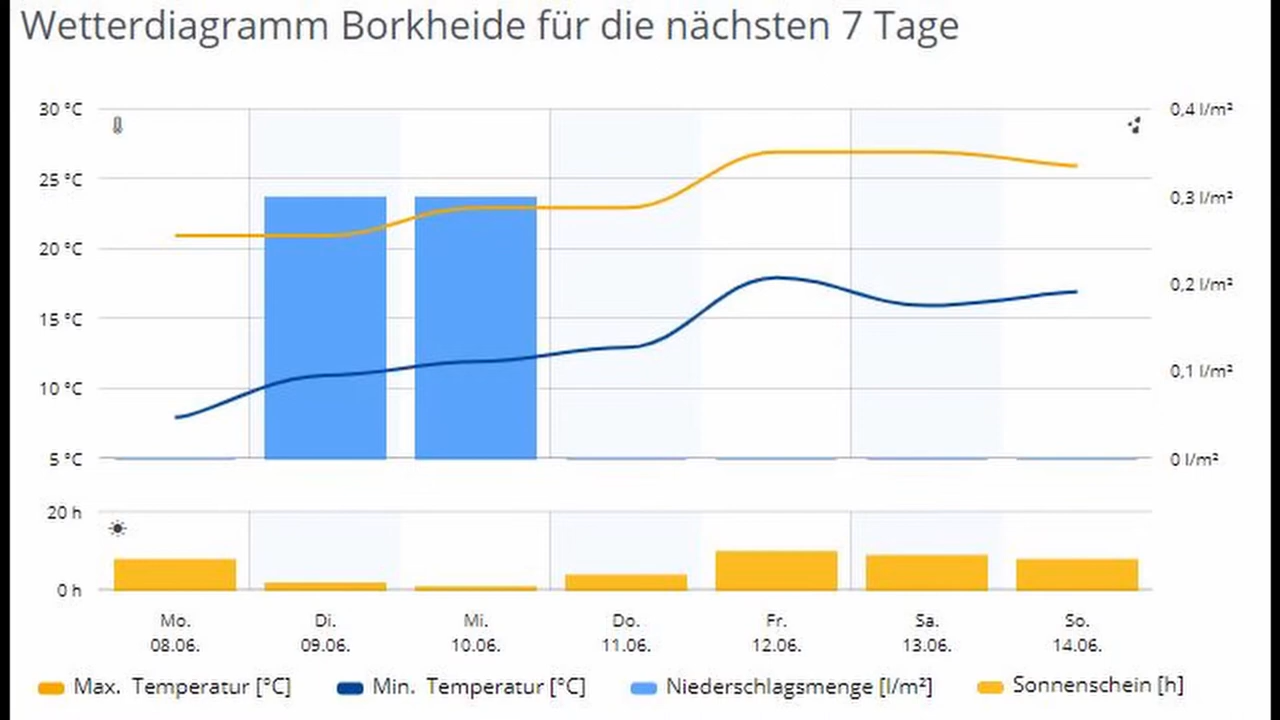 Wetterdiagramm Borkheide für die nächsten 7 Tage
30 °C 0,4 l/m²
25 °C 0,3 l/m²
20 °C 0,2 l/m²
15 °C
10 °C 0,1 l/m²
5 °C 0 l/m²
20 h
0 h
Mo. Di. Mi. Do. Fr. Sa. So.
08.06. 09.06. 10.06. 11.06. 12.06. 13.06. 14.06.
Max. Temperatur [°C] Min. Temperatur [°C] Niederschlagsmenge [l/m²] Sonnenschein [h]